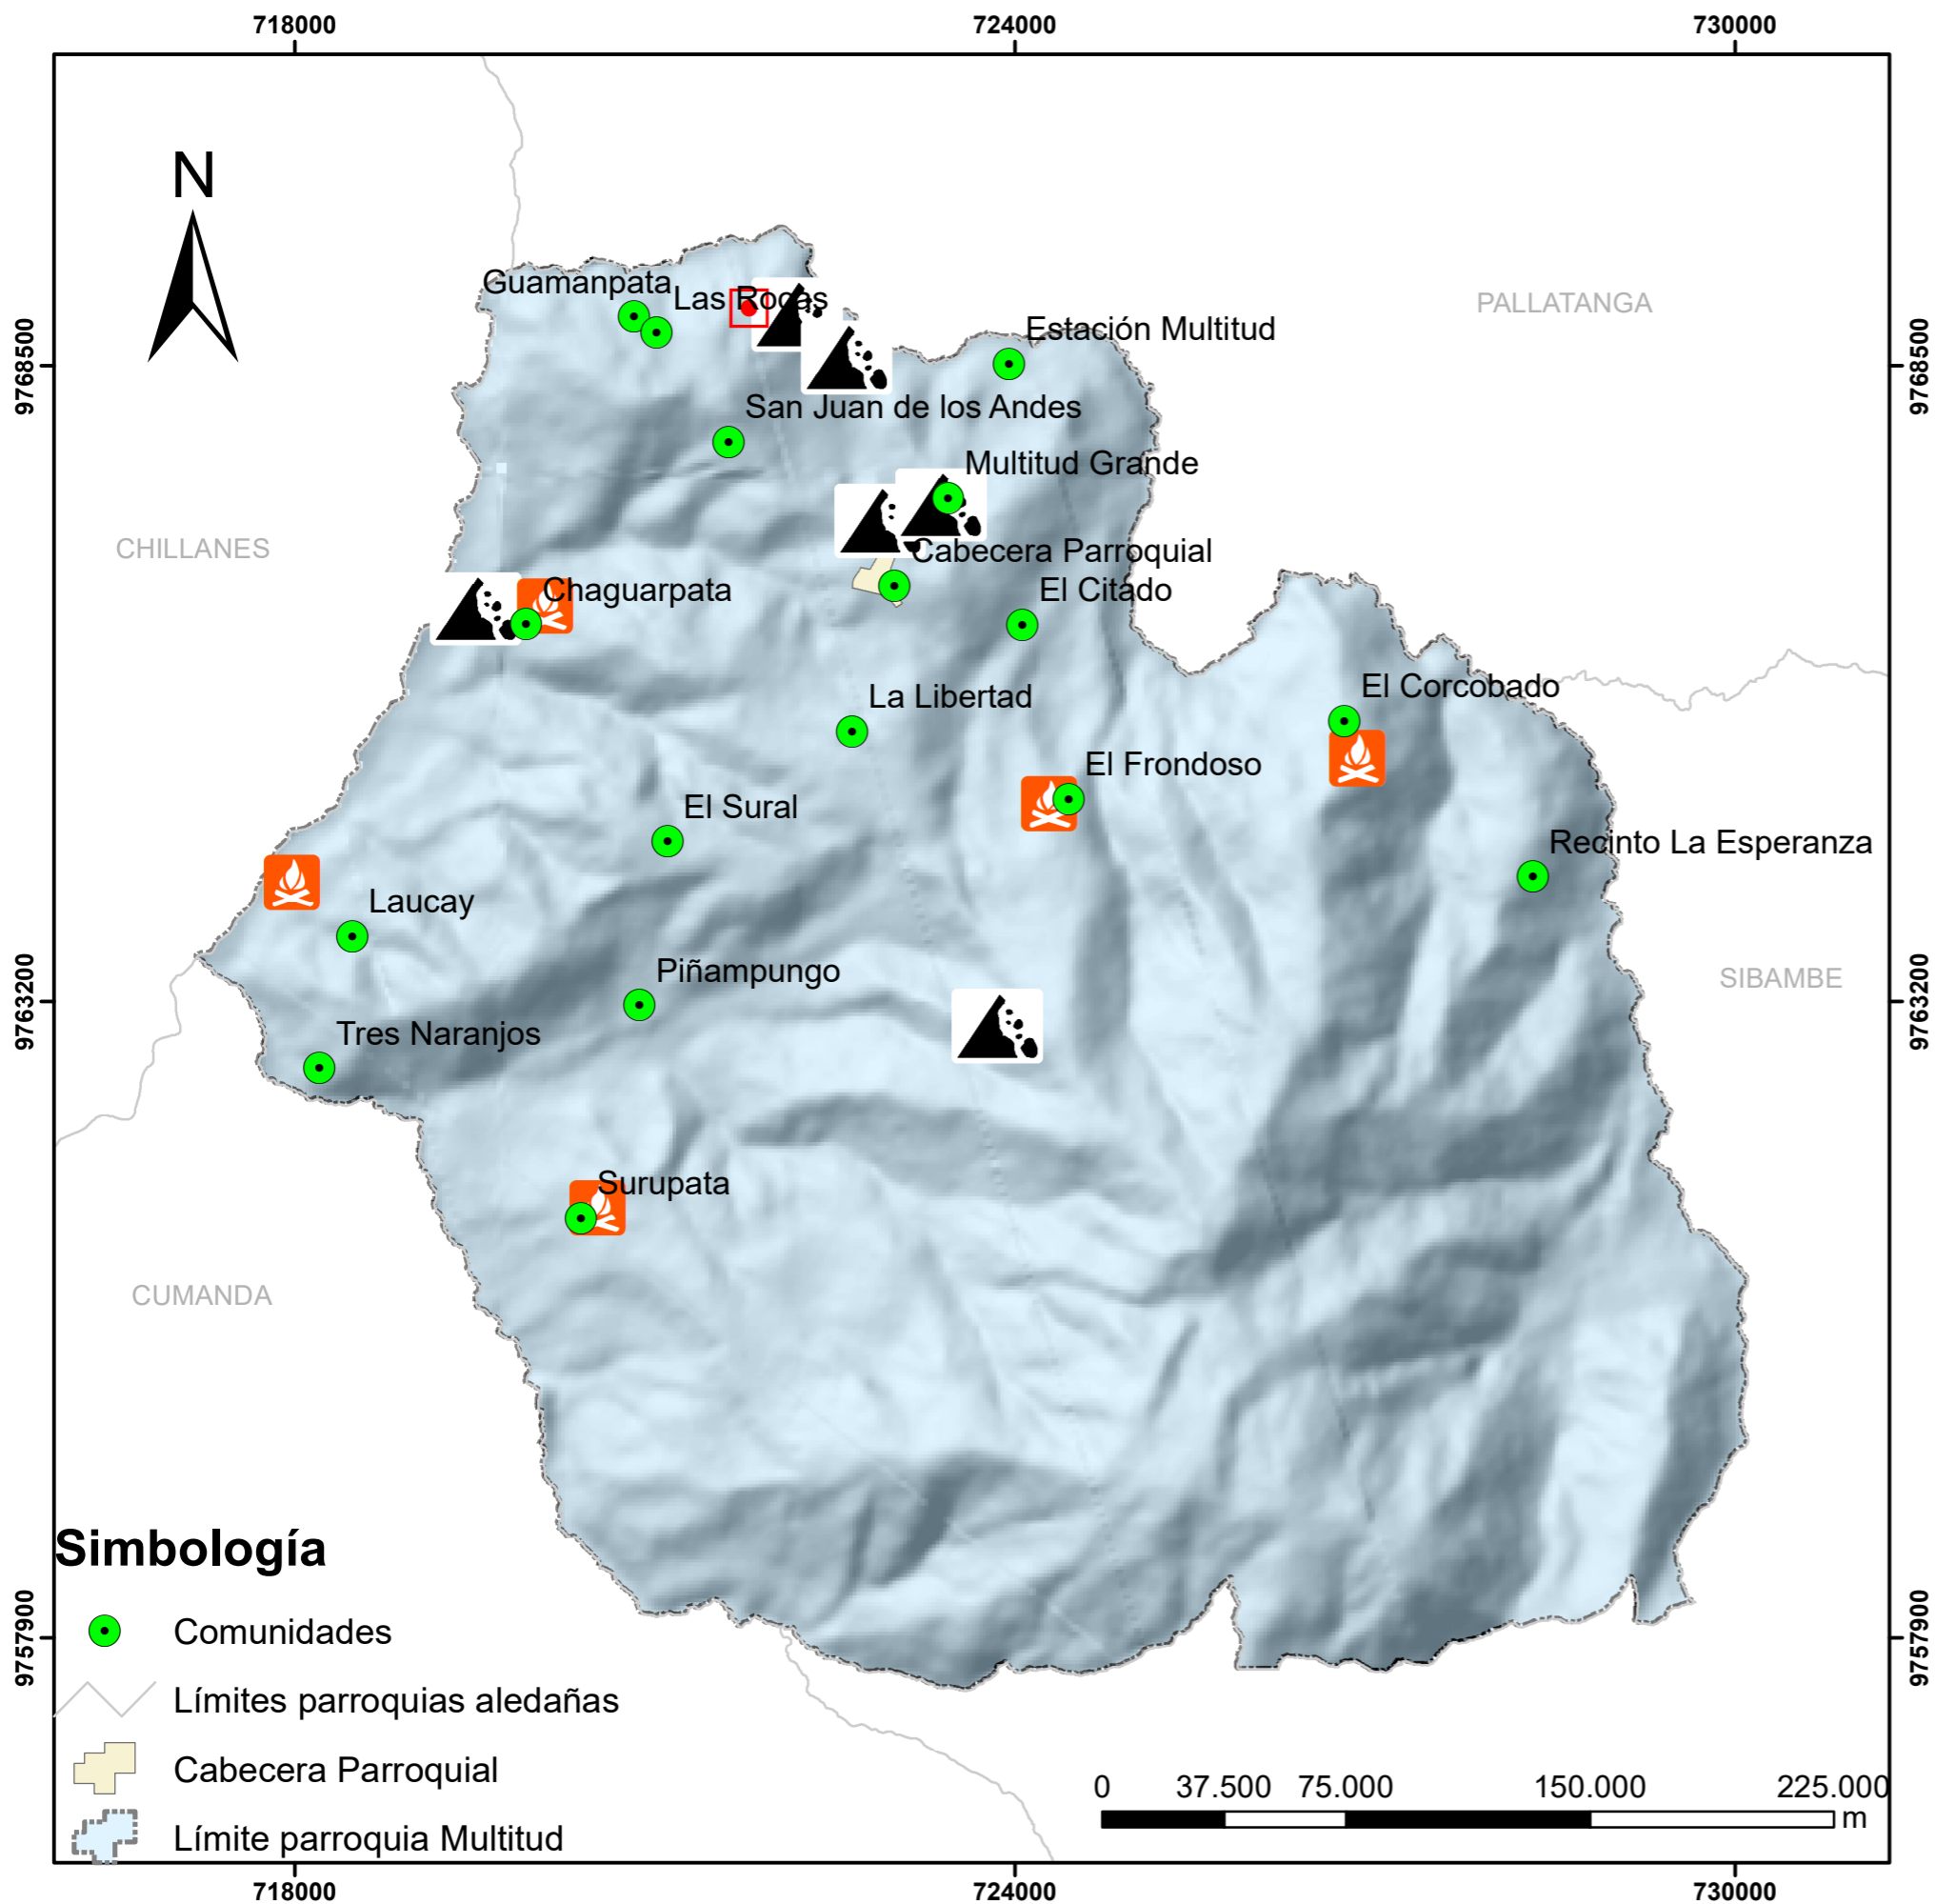 718000 724000 730000
N
Guamanpata
Las Rocas
PALLATANGA
Estación Multitud
9768500
9768500
San Juan de los Andes
Multitud Grande
CHILLANES
Cabecera Parroquial
Chaguarpata
El Citado
El Corcobado
La Libertad
El Frondoso
El Sural
Recinto La Esperanza
Laucay
Piñampungo
SIBAMBE
9763200
9763200
Tres Naranjos
Surupata
CUMANDA
Simbología
Comunidades
Límites parroquias aledañas
Cabecera Parroquial
Límite parroquia Multitud
9757900
9757900
0 37.500 75.000 150.000 225.000
m
718000 724000 730000